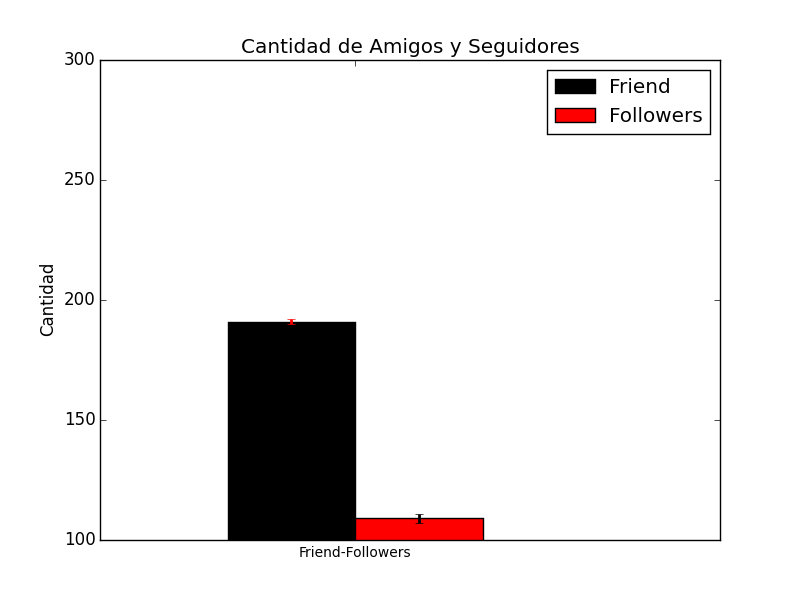 Cantidad de Amigos y Seguidores
300
250
200
150
100
Cantidad
Friend
Followers
Friend-Followers